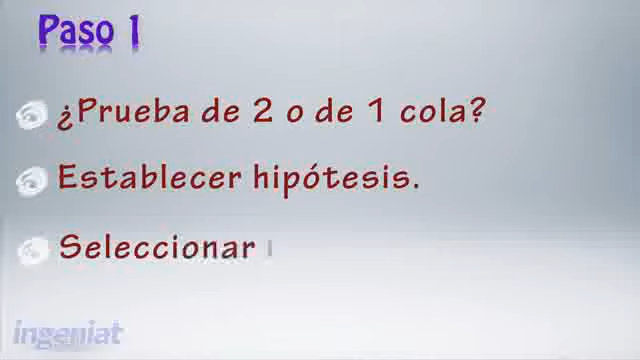 Paso 1
¿Prueba de 2 o de 1 cola?
Establecer hipótesis.
Seleccionar
ingeniat